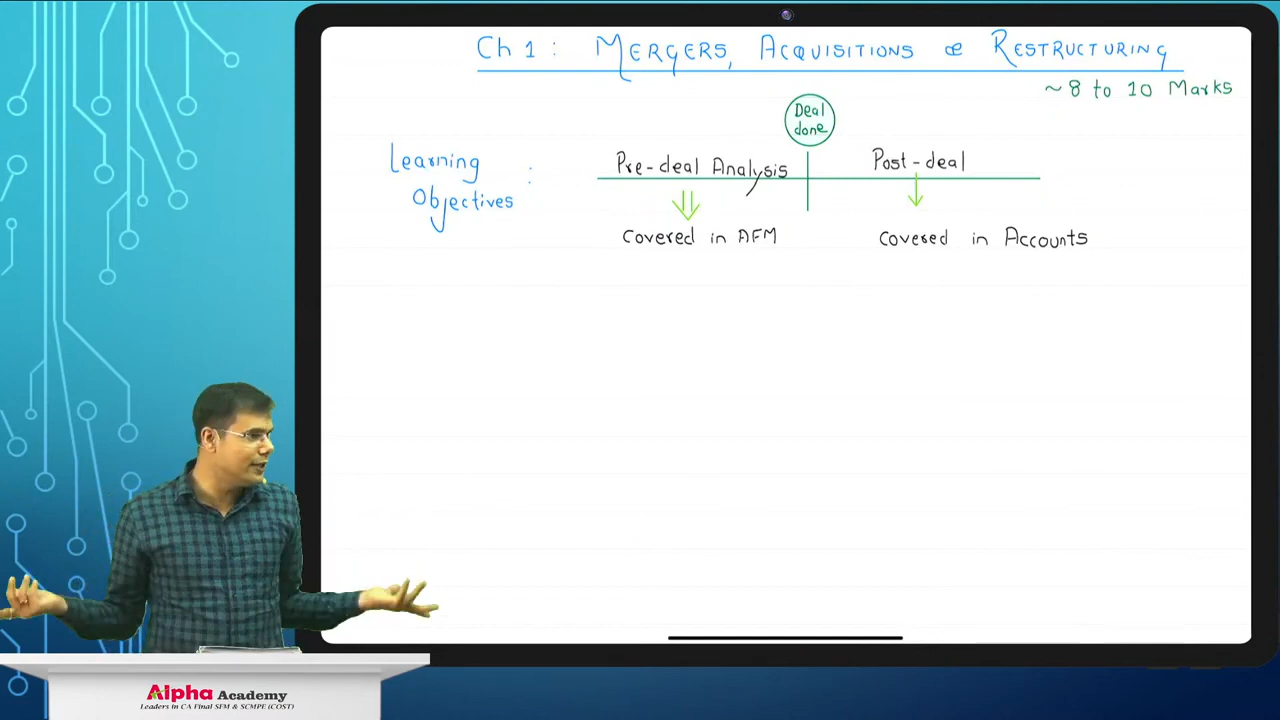 Ch 1 : MERGERS, ACQUISITIONS & RESTRUCTURING
~ 8 to 10 Marks
Deal
done
Learning
Objectives :
Pre-deal Analysis
Post-deal
Covered in AFM
Covered in Accounts
Alpha Academy
Leaders in CA Final SFM & SCMPE (COST)